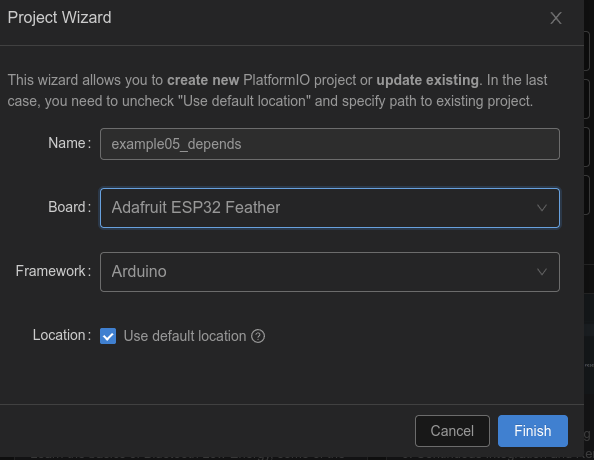 Project Wizard
This wizard allows you to create new PlatformIO project or update existing. In the last
case, you need to uncheck "Use default location" and specify path to existing project.
Name: example05_depends
Board: Adafruit ESP32 Feather
Framework: Arduino
Location: Use default location
Cancel Finish